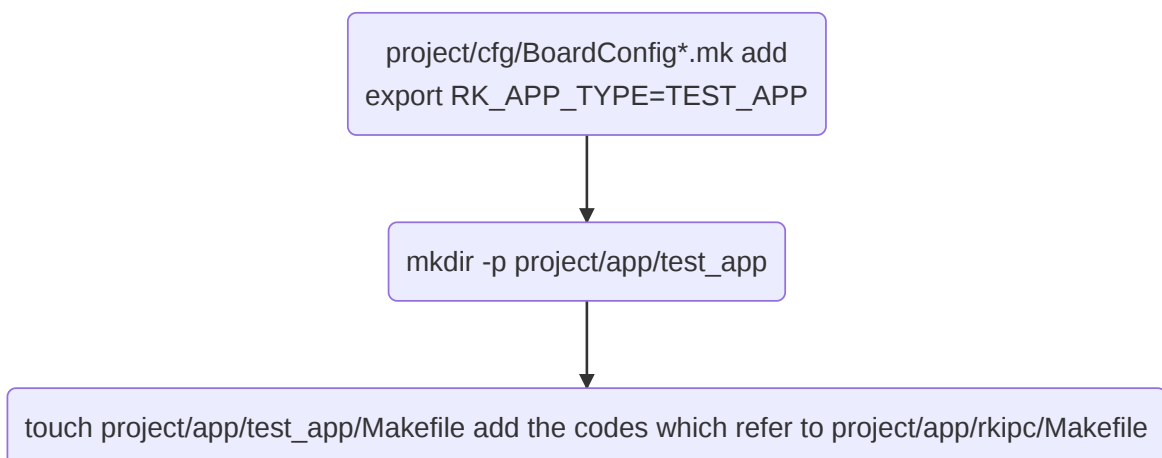 project/cfg/BoardConfig*.mk add
export RK_APP_TYPE=TEST_APP
mkdir -p project/app/test_app
touch project/app/test_app/Makefile add the codes which refer to project/app/rkipc/Makefile